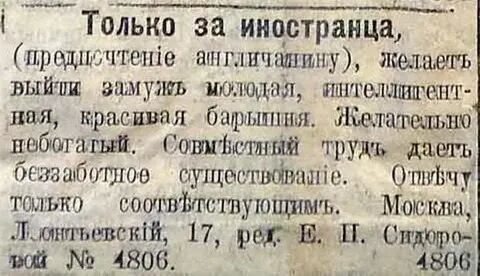 Только за иностранца,
(предпочтеніе англичанину), желаетъ
выйти замужъ молодая, интеллигент-
ная, красивая барышня. Желательно
небогатый. Совмѣстный трудъ даетъ
беззаботное существованіе. Отвѣчу
только соотвѣтствующимъ. Москва,
Леонтьевскій, 17, ред. Е. П. Сидоро-
вой № 4806. 4806